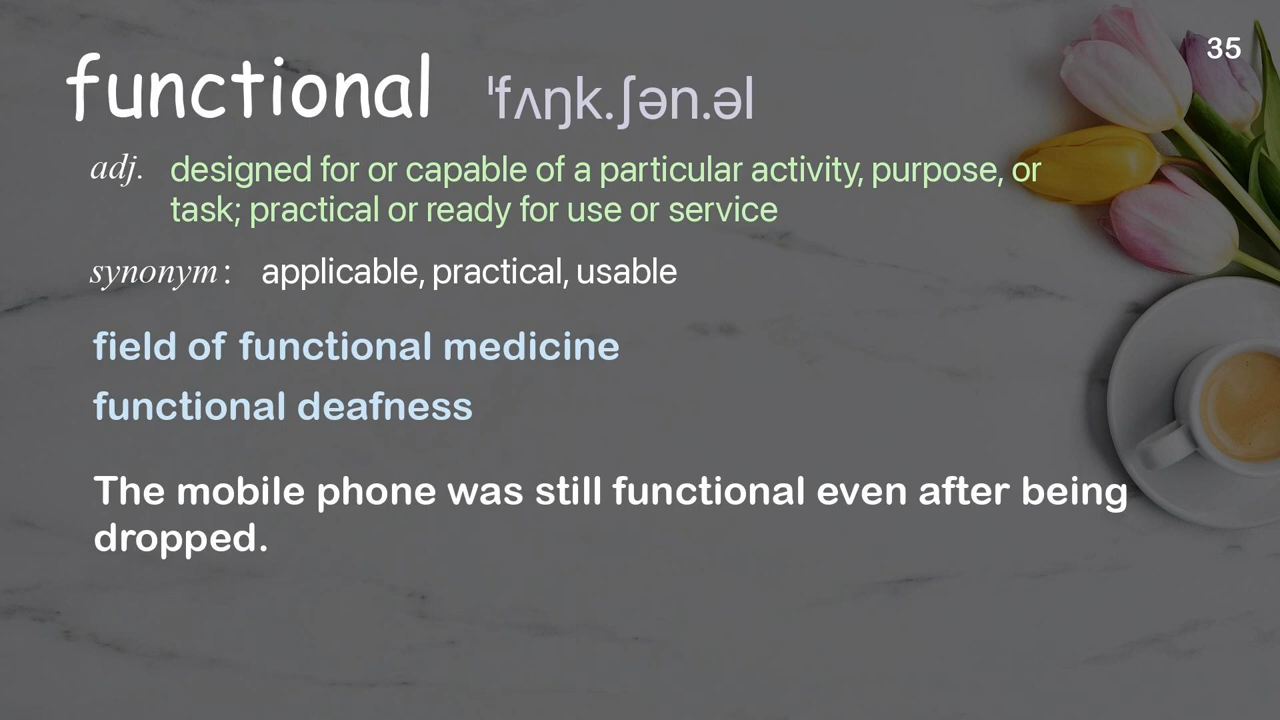 35
functional ˈfʌŋk.ʃən.əl
adj. designed for or capable of a particular activity, purpose, or
task; practical or ready for use or service
synonym: applicable, practical, usable
field of functional medicine
functional deafness
The mobile phone was still functional even after being
dropped.